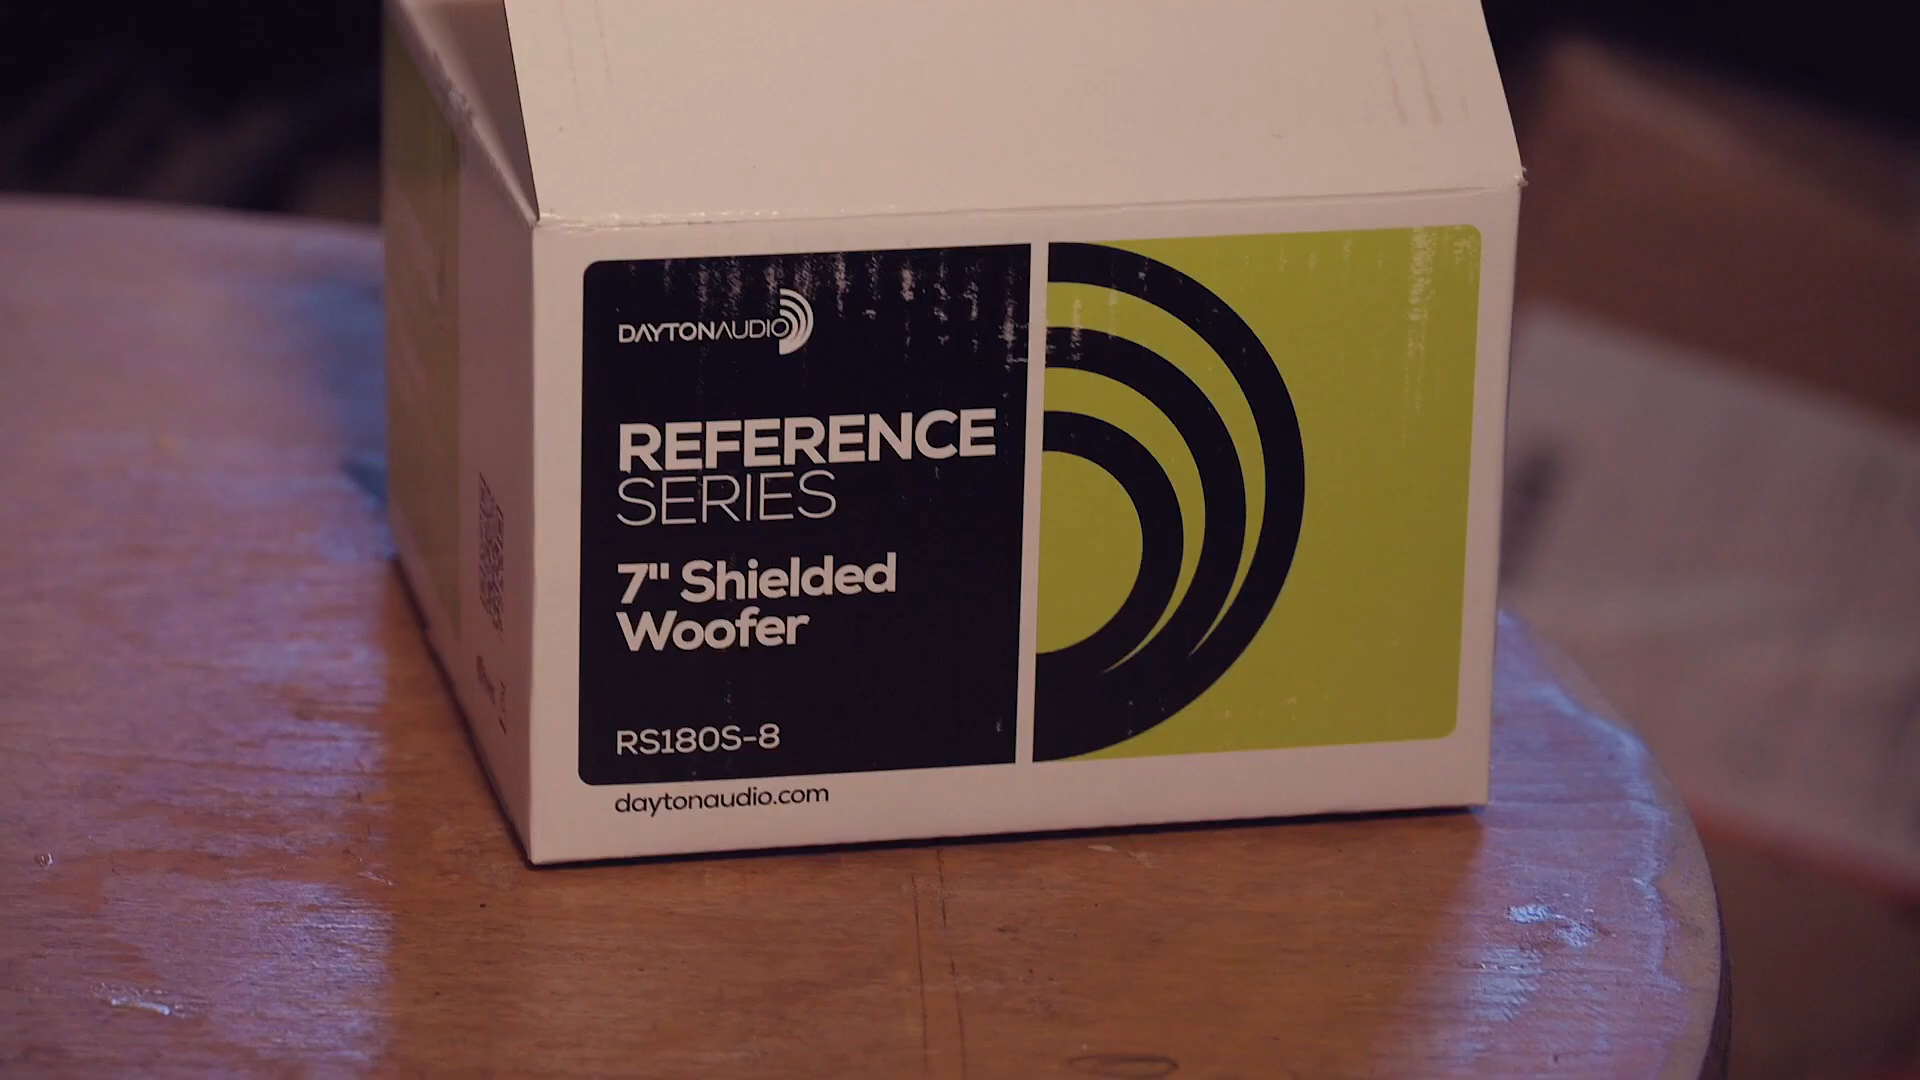 DAYTONAUDIO
REFERENCE
SERIES
7" Shielded
Woofer
RS180S-8
daytonaudio.com